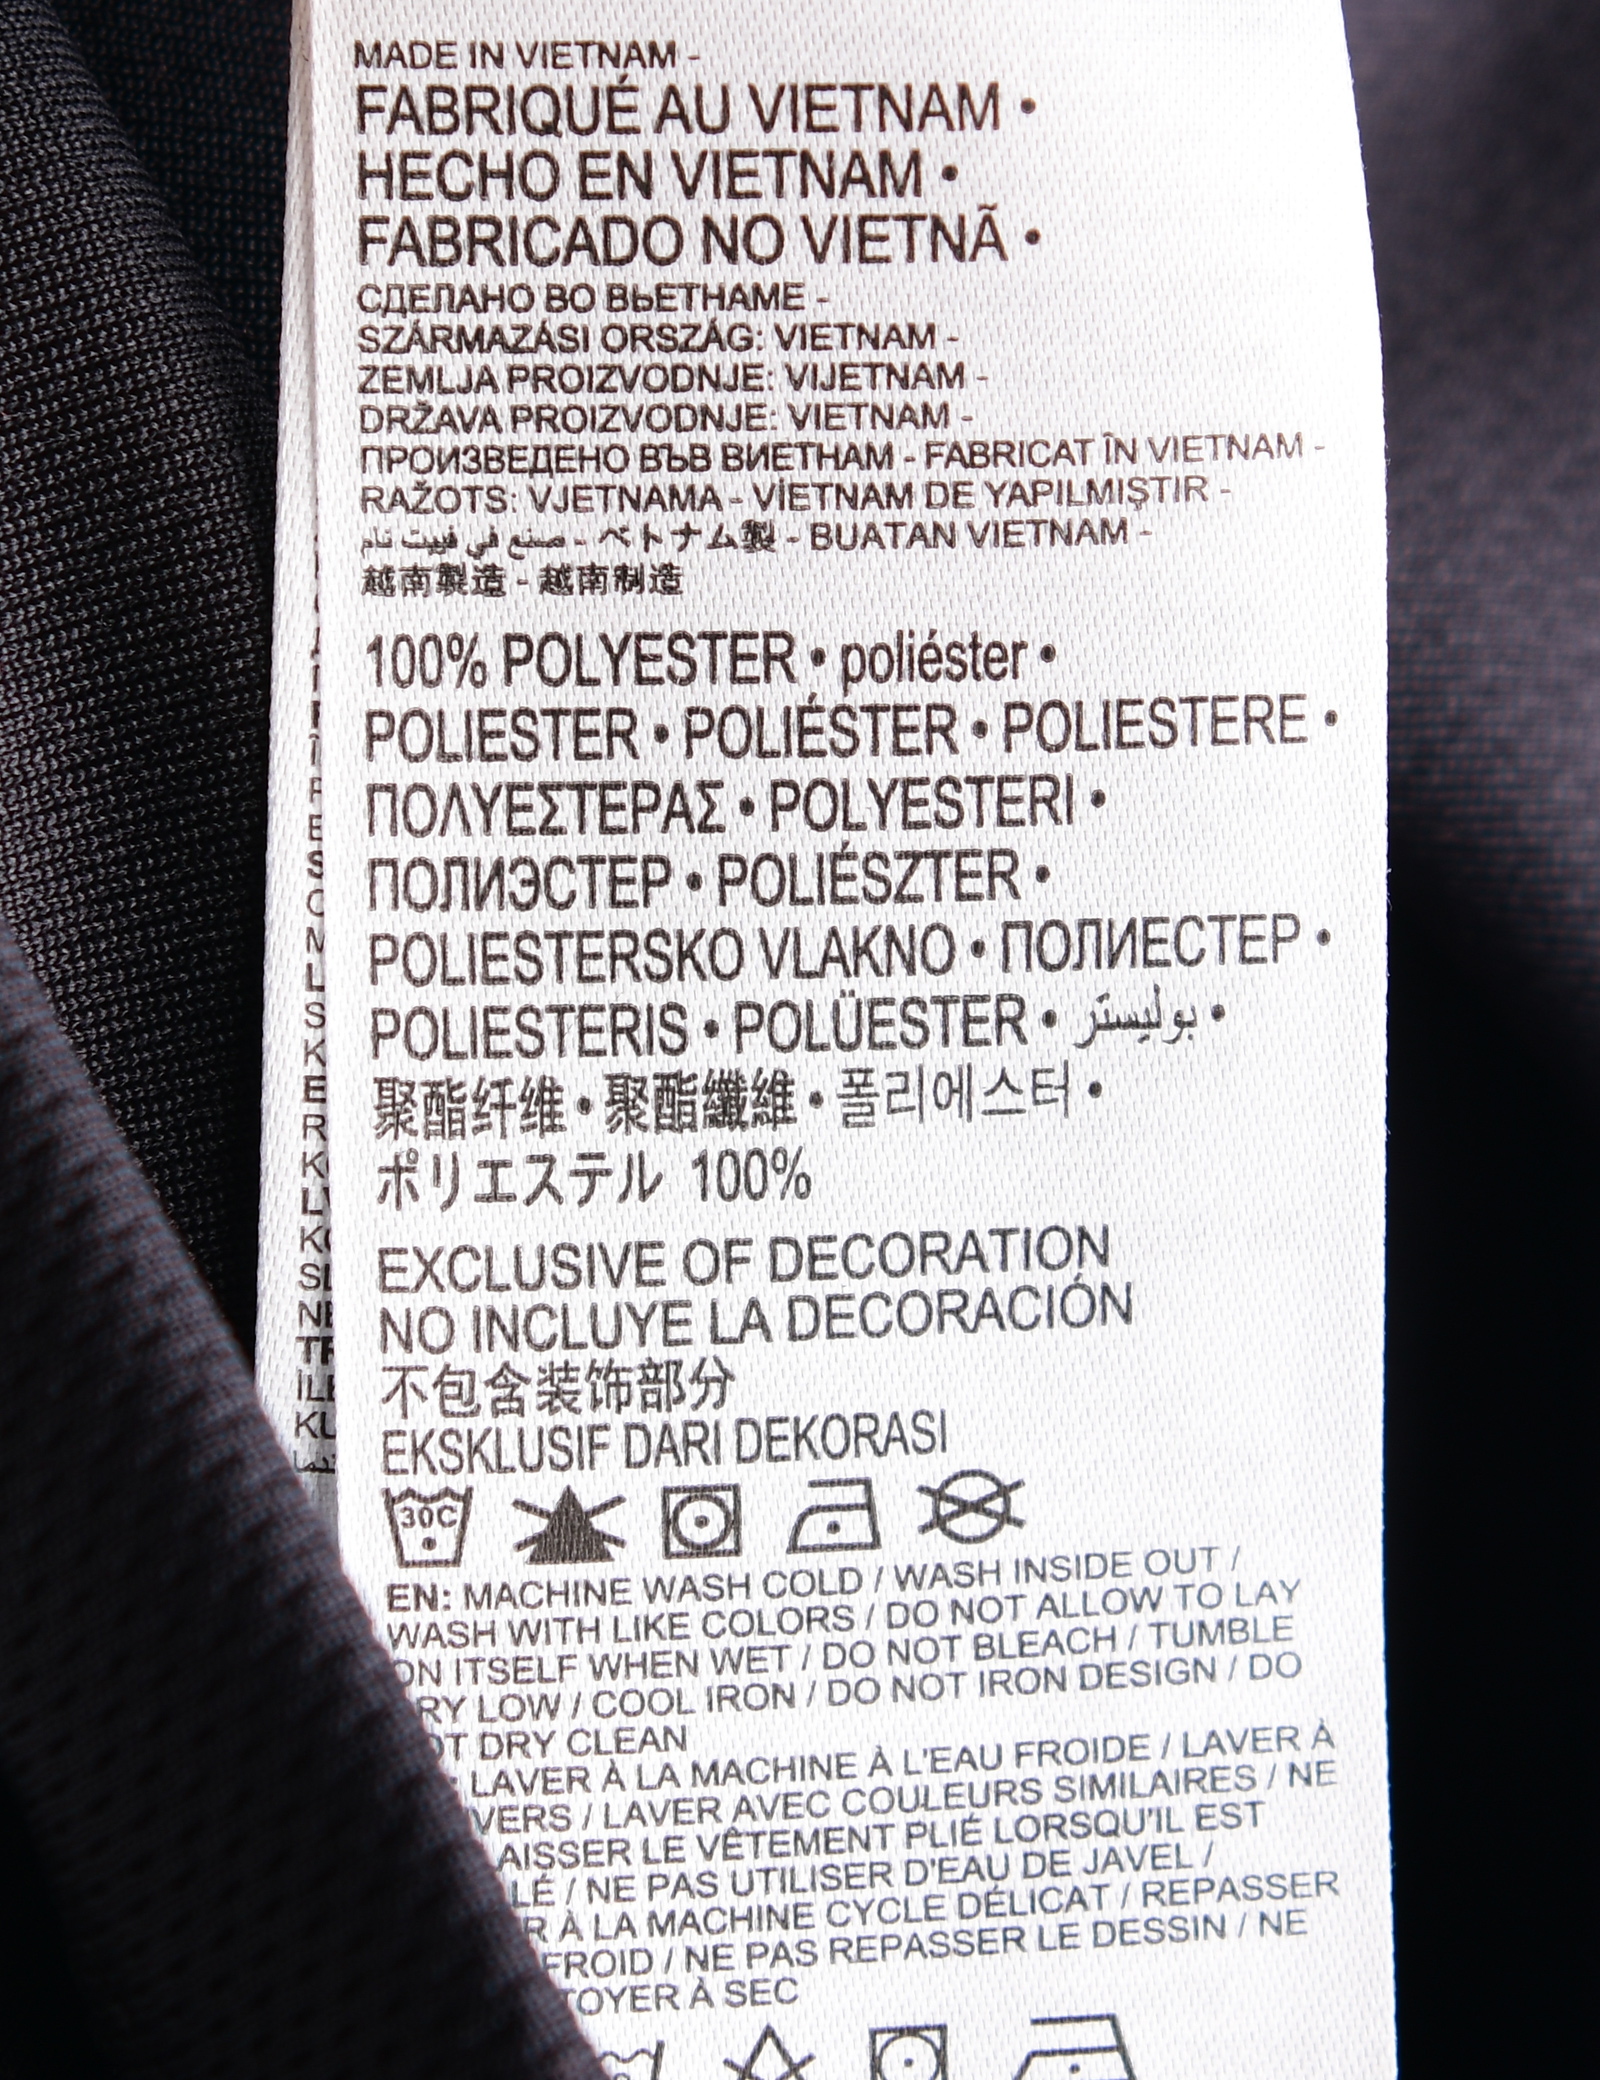 MADE IN VIETNAM -
FABRIQUÉ AU VIETNAM •
HECHO EN VIETNAM •
FABRICADO NO VIETNÃ •
СДЕЛАНО ВО ВЬЕТНАМЕ -
SZÁRMAZÁSI ORSZÁG: VIETNAM -
ZEMLJA PROIZVODNJE: VIJETNAM -
DRŽAVA PROIZVODNJE: VIETNAM -
ПРОИЗВЕДЕНО ВЪВ ВИЕТНАМ - FABRICAT ÎN VIETNAM -
RAŽOTS: VJETNAMA - VİETNAM DE YAPILMIŞTIR -
صنع في فييت نام - ベトナム製 - BUATAN VIETNAM -
越南製造 - 越南制造
100% POLYESTER • poliéster •
POLIESTER • POLIÉSTER • POLIESTERE •
ΠΟΛΥΕΣΤΕΡΑΣ • POLYESTERI •
ПОЛИЭСТЕР • POLIÉSZTER •
POLIESTERSKO VLAKNO • ПОЛИЕСТЕР •
POLIESTERIS • POLÜESTER • بوليستر •
聚酯纤维 • 聚酯纖維 • 폴리에스터 •
ポリエステル 100%
EXCLUSIVE OF DECORATION
NO INCLUYE LA DECORACIÓN
不包含装饰部分
EKSKLUSIF DARI DEKORASI
30C
EN: MACHINE WASH COLD / WASH INSIDE OUT /
WASH WITH LIKE COLORS / DO NOT ALLOW TO LAY
ON ITSELF WHEN WET / DO NOT BLEACH / TUMBLE
RY LOW / COOL IRON / DO NOT IRON DESIGN / DO
OT DRY CLEAN
LAVER À LA MACHINE À L'EAU FROIDE / LAVER À
VERS / LAVER AVEC COULEURS SIMILAIRES / NE
AISSER LE VÊTEMENT PLIÉ LORSQU'IL EST
LÉ / NE PAS UTILISER D'EAU DE JAVEL /
R À LA MACHINE CYCLE DÉLICAT / REPASSER
FROID / NE PAS REPASSER LE DESSIN / NE
TOYER À SEC